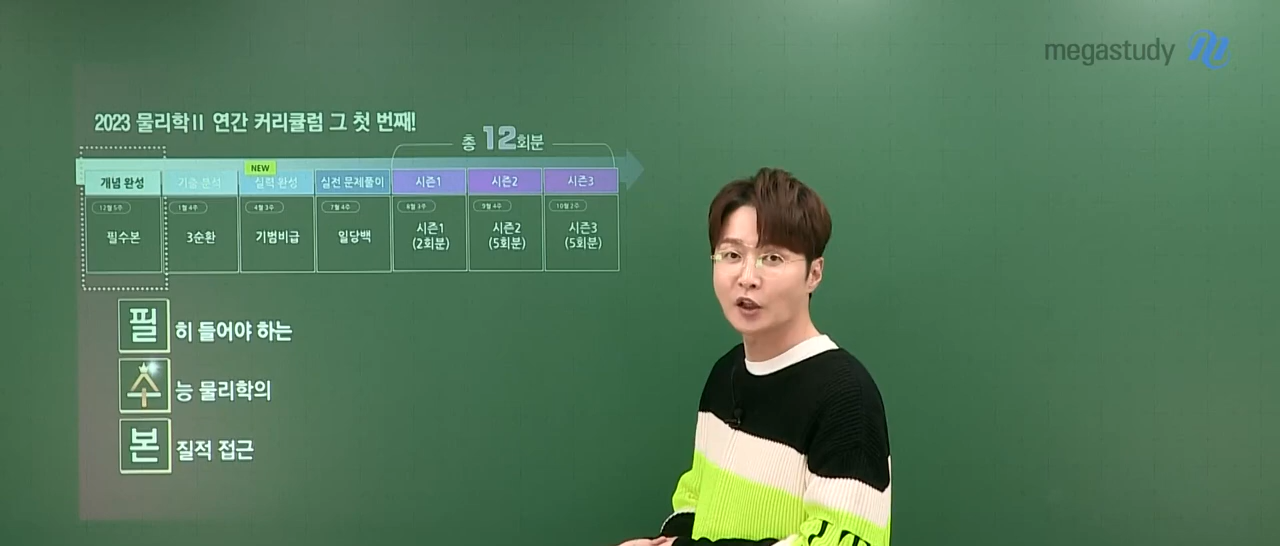 megastudy
2023 물리학Ⅱ 연간 커리큘럼 그 첫 번째!
총 12회분
NEW
개념 완성 기출 분석 실력 완성 실전 문제풀이 시즌1 시즌2 시즌3
12월 5주 1월 4주 4월 3주 7월 4주 8월 3주 9월 4주 10월 2주
필수본 3순환 기범비급 일당백 시즌1 시즌2 시즌3
(2회분) (5회분) (5회분)
필히 들어야 하는
수능 물리학의
본질적 접근